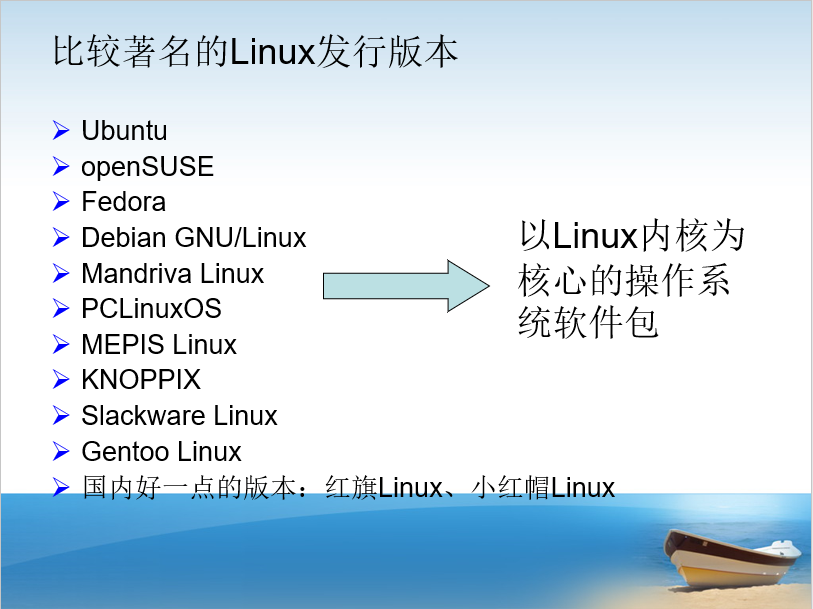 比较著名的Linux发行版本
Ubuntu
openSUSE
Fedora
Debian GNU/Linux
Mandriva Linux
PCLinuxOS
MEPIS Linux
KNOPPIX
Slackware Linux
Gentoo Linux
国内好一点的版本：红旗Linux、小红帽Linux
以Linux内核为
核心的操作系
统软件包